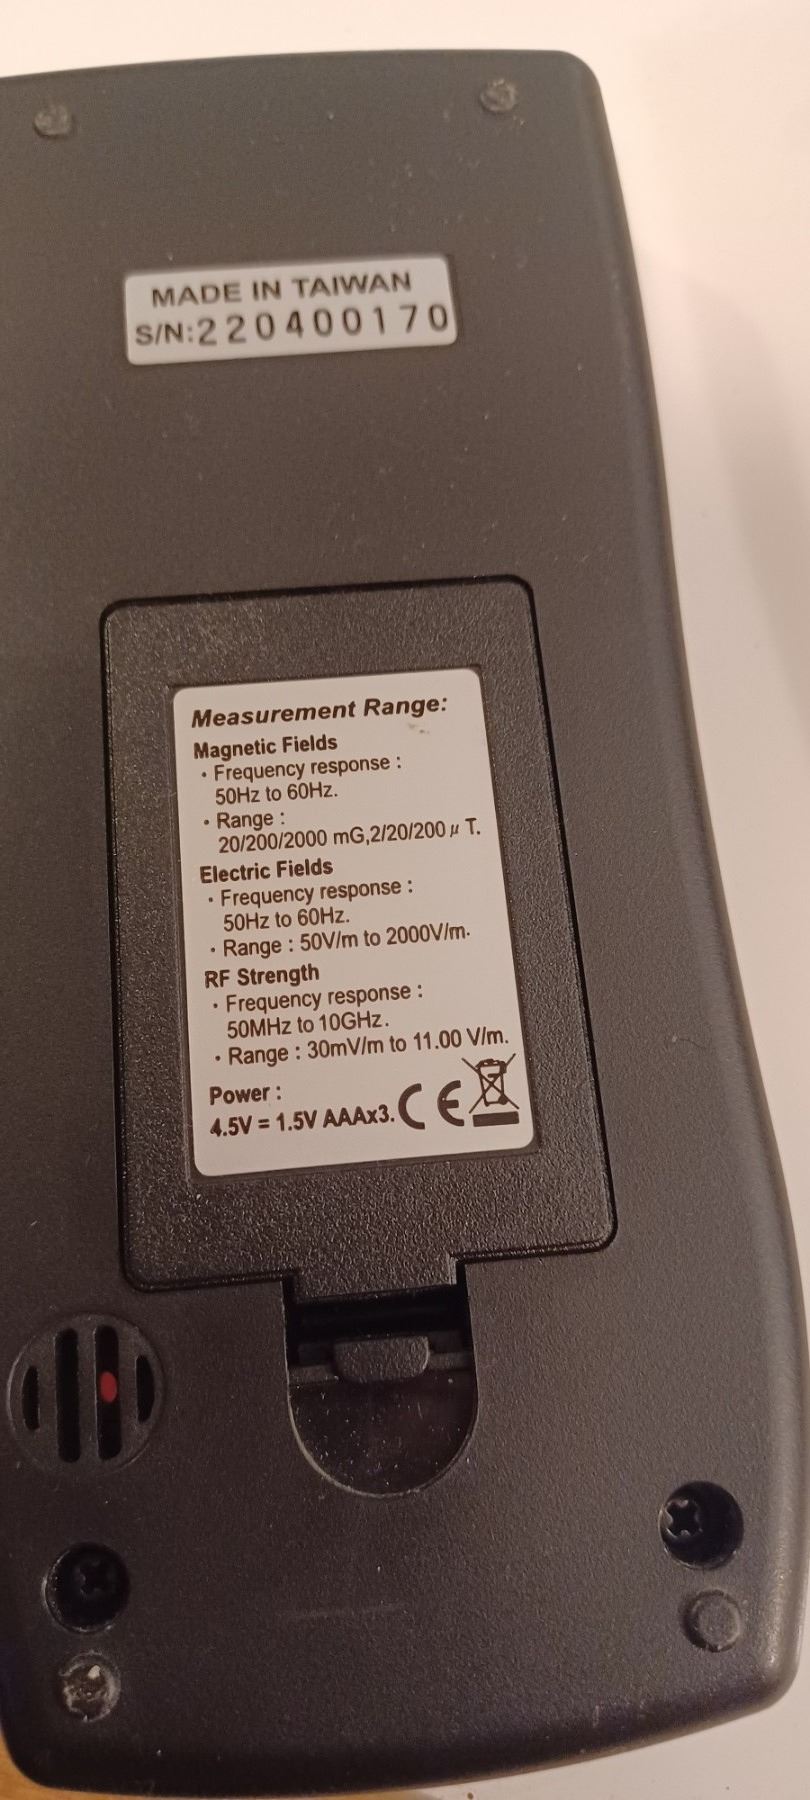 MADE IN TAIWAN
S/N:220400170
Measurement Range:
Magnetic Fields
· Frequency response :
50Hz to 60Hz.
· Range :
20/200/2000 mG,2/20/200 μ T.
Electric Fields
· Frequency response :
50Hz to 60Hz.
· Range : 50V/m to 2000V/m.
RF Strength
· Frequency response :
50MHz to 10GHz.
· Range : 30mV/m to 11.00 V/m.
Power :
4.5V = 1.5V AAAx3. CE